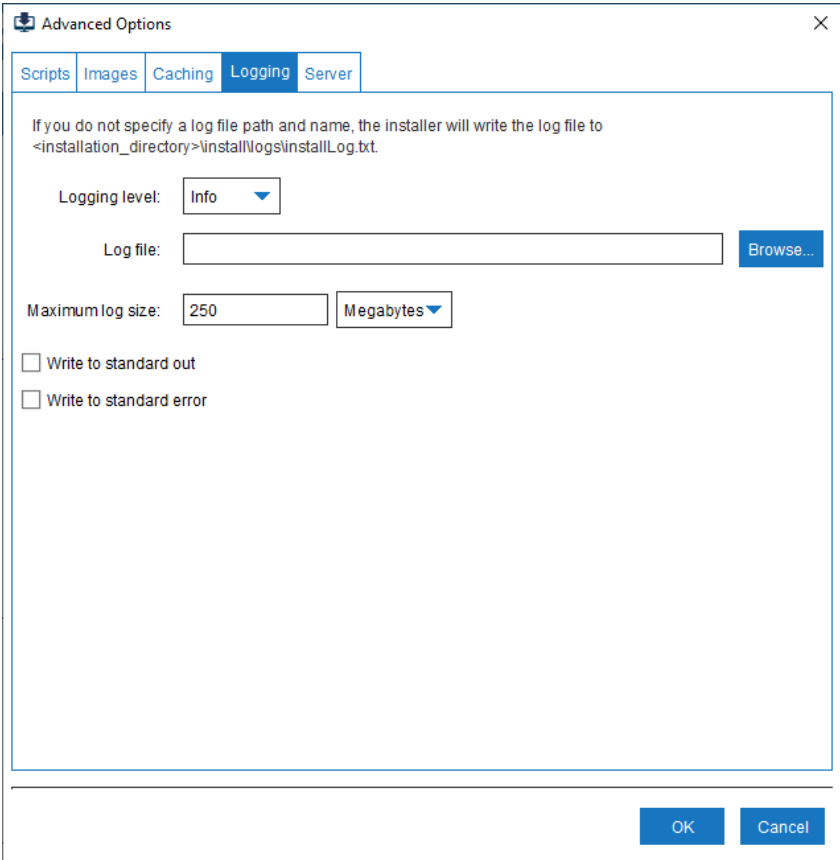 Advanced Options
Scripts Images Caching Logging Server
If you do not specify a log file path and name, the installer will write the log file to
<installation_directory>\install\logs\installLog.txt.
Logging level: Info
Log file: Browse...
Maximum log size: 250 Megabytes
Write to standard out
Write to standard error
OK Cancel